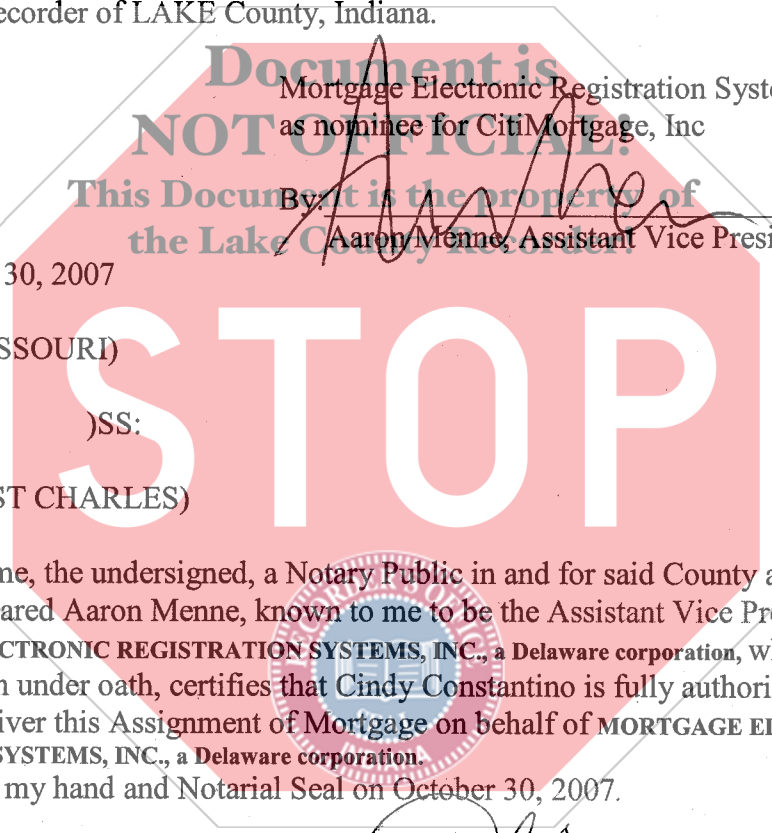 ecorder of LAKE County, Indiana.
Document is
Mortgage Electronic Registration Syste
NOT OFFICIAL!
as nominee for CitiMortgage, Inc
This Document is the property of
By:
the Lake County Recorder!
Aaron Menne, Assistant Vice Presi
30, 2007
SSOURI)
STOP
)SS:
ST CHARLES)
me, the undersigned, a Notary Public in and for said County a
ared Aaron Menne, known to me to be the Assistant Vice Pre
CTRONIC REGISTRATION SYSTEMS, INC., a Delaware corporation, w
n under oath, certifies that Cindy Constantino is fully authori
iver this Assignment of Mortgage on behalf of MORTGAGE EL
SYSTEMS, INC., a Delaware corporation.
my hand and Notarial Seal on October 30, 2007.
RECORDER'S OFFICE
INDIANA